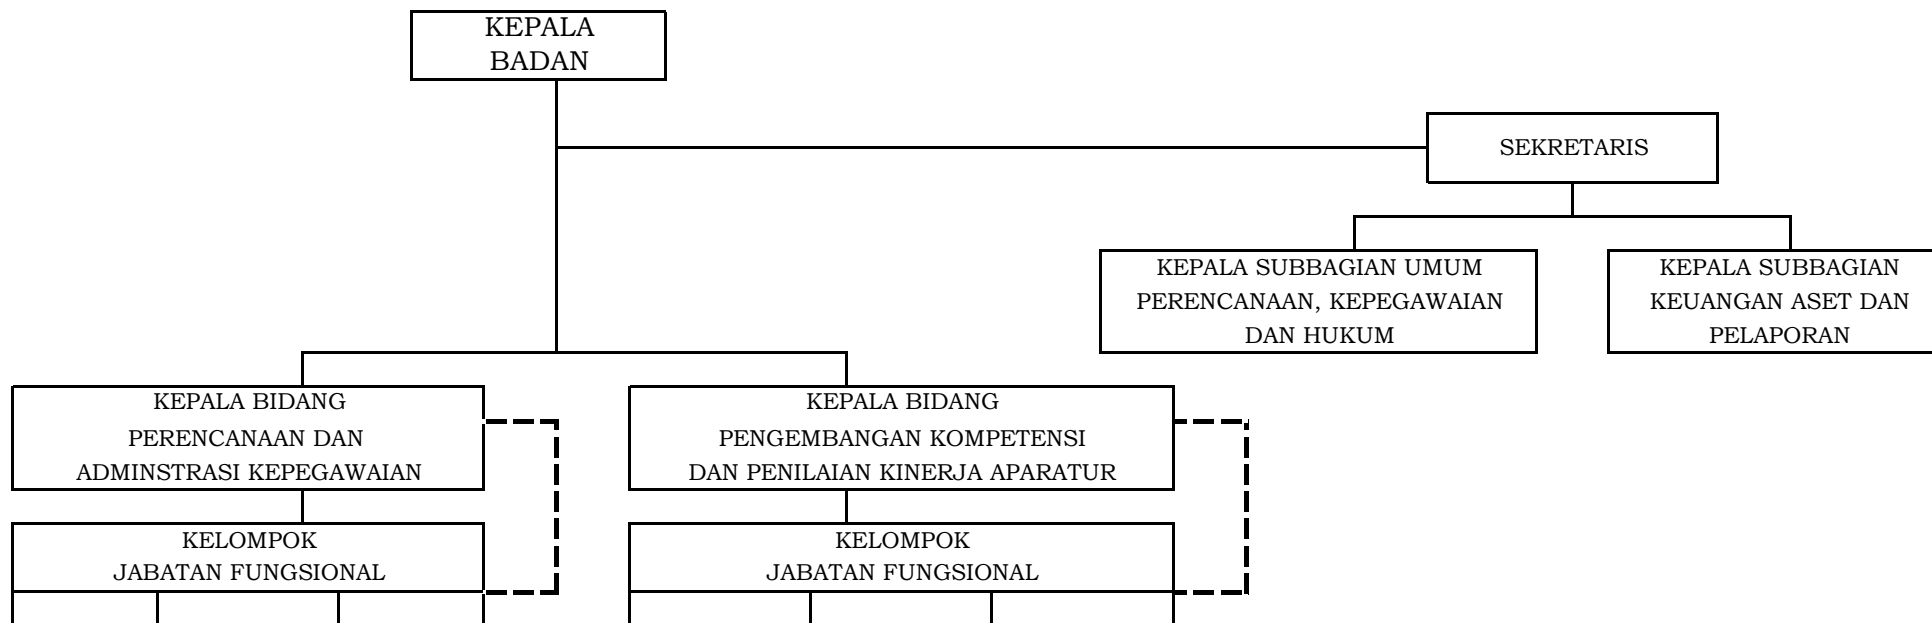 KEPALA
BADAN
SEKRETARIS
KEPALA SUBBAGIAN UMUM
PERENCANAAN, KEPEGAWAIAN
DAN HUKUM
KEPALA SUBBAGIAN
KEUANGAN ASET DAN
PELAPORAN
KEPALA BIDANG
PERENCANAAN DAN
ADMINSTRASI KEPEGAWAIAN
KEPALA BIDANG
PENGEMBANGAN KOMPETENSI
DAN PENILAIAN KINERJA APARATUR
KELOMPOK
JABATAN FUNGSIONAL
KELOMPOK
JABATAN FUNGSIONAL